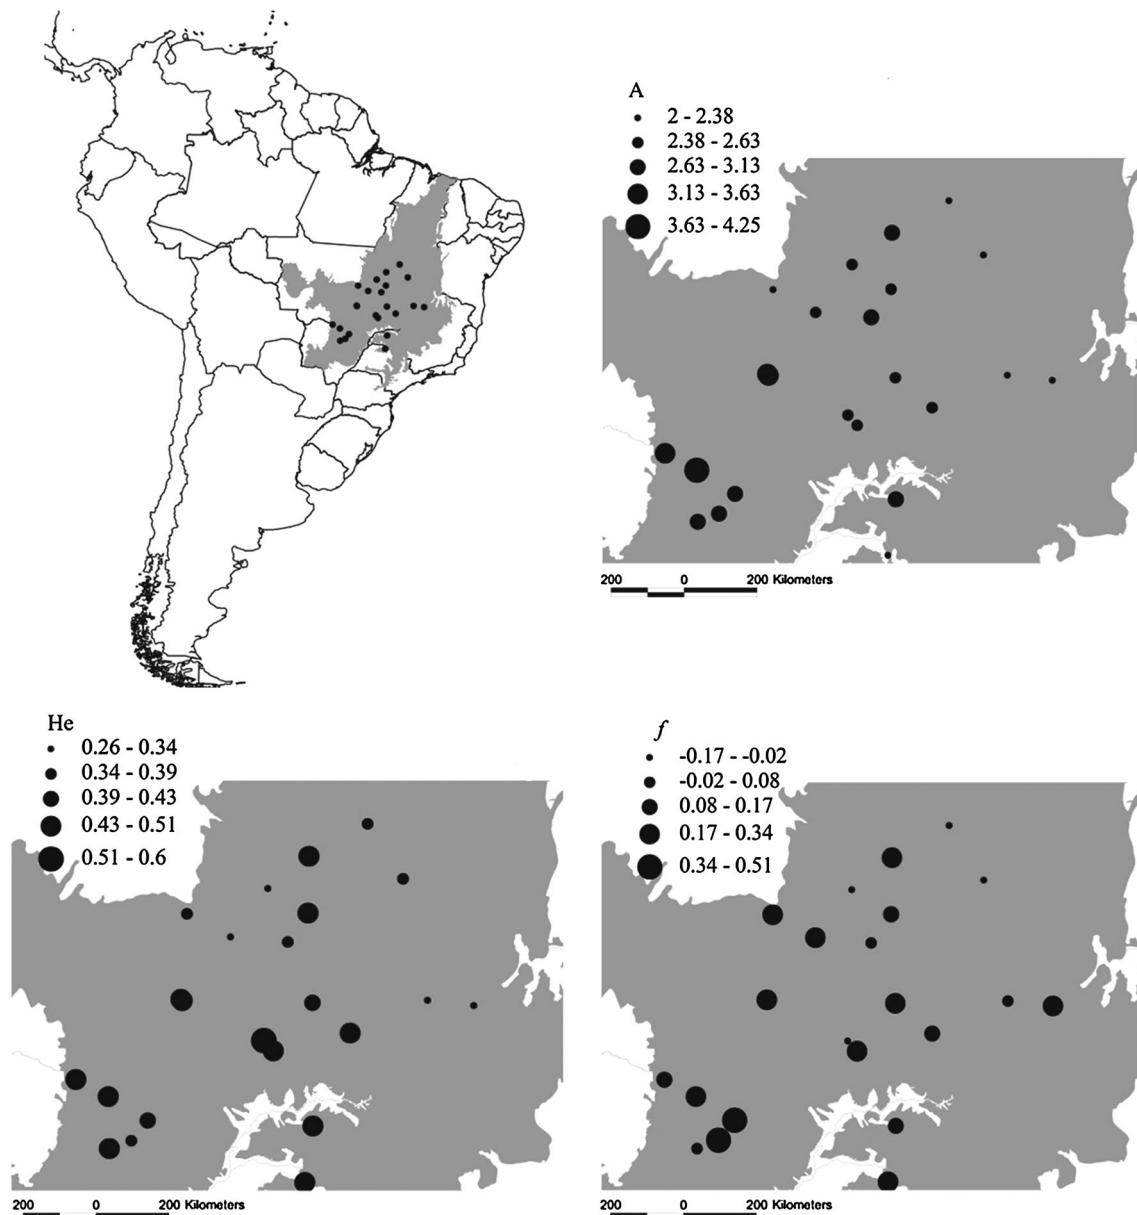 A
2 - 2.38
2.38 - 2.63
2.63 - 3.13
3.13 - 3.63
3.63 - 4.25
200 0 200 Kilometers
He
0.26 - 0.34
0.34 - 0.39
0.39 - 0.43
0.43 - 0.51
0.51 - 0.6
200 0 200 Kilometers
f
-0.17 - -0.02
-0.02 - 0.08
0.08 - 0.17
0.17 - 0.34
0.34 - 0.51
200 0 200 Kilometers